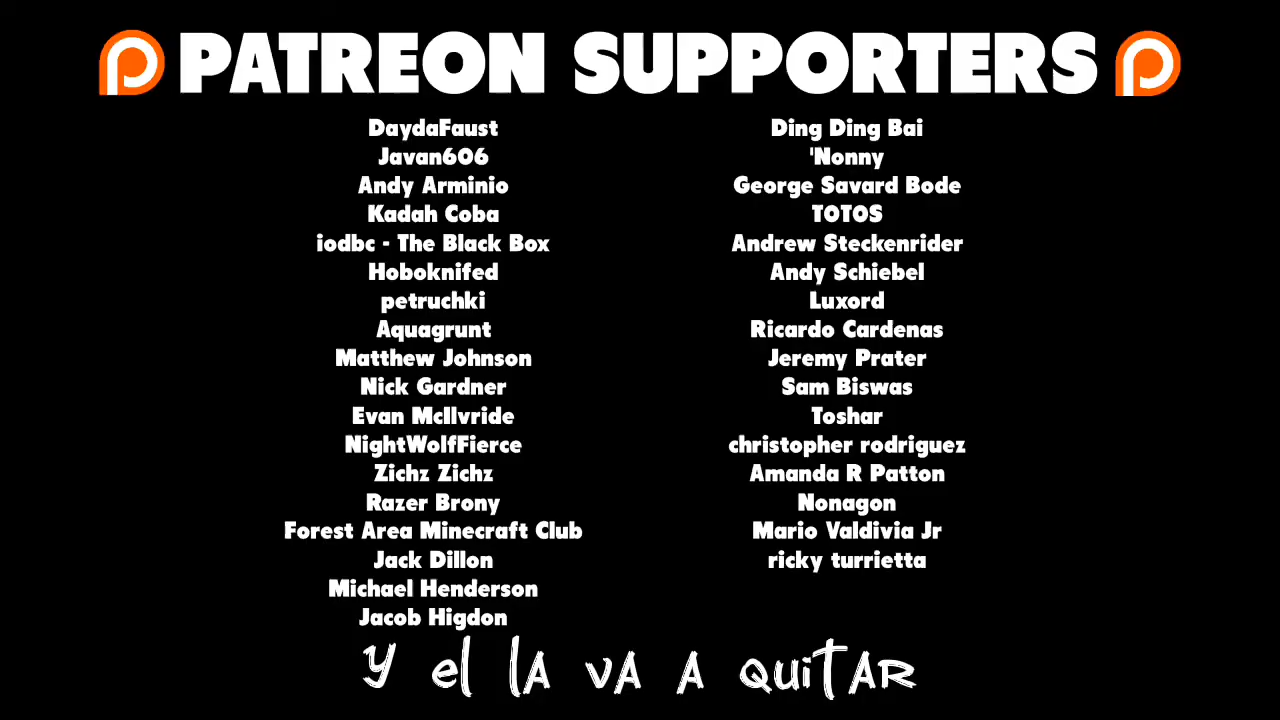 PATREON SUPPORTERS
DaydaFaust
Javan606
Andy Arminio
Kadah Coba
iodbc - The Black Box
Hoboknifed
petruchki
Aquagrunt
Matthew Johnson
Nick Gardner
Evan McIlvride
NightWolfFierce
Zichz Zichz
Razer Brony
Forest Area Minecraft Club
Jack Dillon
Michael Henderson
Jacob Higdon
Ding Ding Bai
'Nonny
George Savard Bode
TOTOS
Andrew Steckenrider
Andy Schiebel
Luxord
Ricardo Cardenas
Jeremy Prater
Sam Biswas
Toshar
christopher rodriguez
Amanda R Patton
Nonagon
Mario Valdivia Jr
ricky turrietta
Y EL LA VA A QUITAR